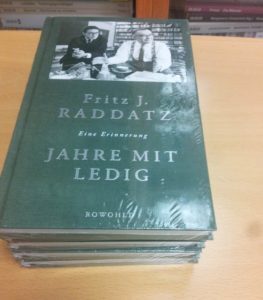 Fritz J.
RADDATZ
Eine Erinnerung
JAHRE MIT
LEDIG
ROWOHLT